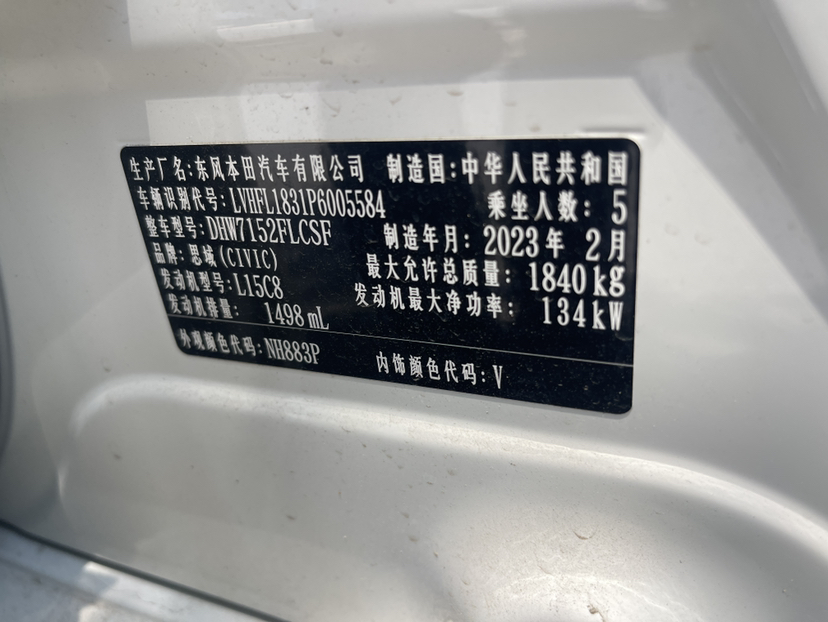 生产厂名:东风本田汽车有限公司 制造国:中华人民共和国
车辆识别代号:LVHFL1831P6005584 乘坐人数:5
整车型号:DHW7152FLCSF 制造年月:2023年2月
品牌:思域(CIVIC) 最大允许总质量:1840kg
发动机型号:L15C8 发动机最大净功率:134kW
发动机排量:1498mL
外观颜色代码:NH883P 内饰颜色代码:V